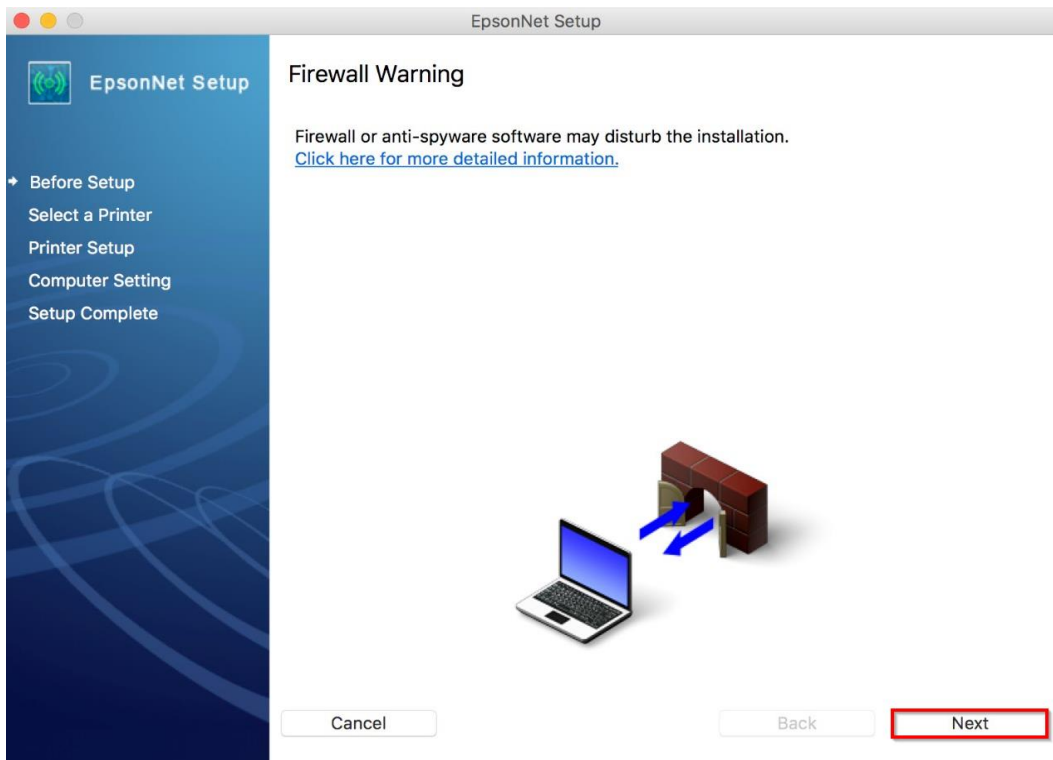 EpsonNet Setup
EpsonNet Setup
Before Setup
Select a Printer
Printer Setup
Computer Setting
Setup Complete
Firewall Warning
Firewall or anti-spyware software may disturb the installation.
Click here for more detailed information.
Cancel
Back
Next